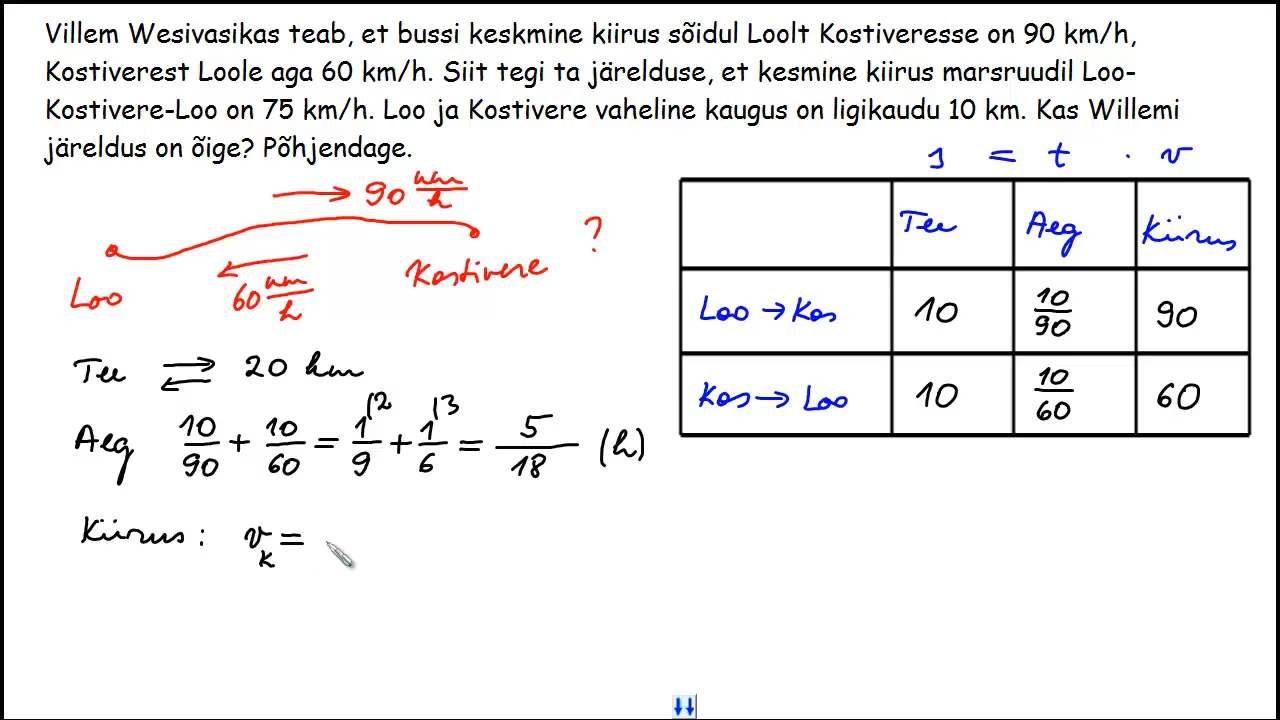 Villem Wesivasikas teab, et bussi keskmine kiirus sõidul Loolt Kostiveresse on 90 km/h,
Kostiverest Loole aga 60 km/h. Siit tegi ta järelduse, et kesmine kiirus marsruudil Loo-
Kostivere-Loo on 75 km/h. Loo ja Kostivere vaheline kaugus on ligikaudu 10 km. Kas Willemi
järeldus on õige? Põhjendage.
s = t · v
Tee Aeg Kiirus
Loo → Kos 10 10/90 90
Kos → Loo 10 10/60 60
→ 90 km/h
?
Loo
← 60 km/h
Kostivere
Tee ⇄ 20 km
Aeg 10/90 + 10/60 = 1/9 (2 + 1/6 (3 = 5/18 (h)
Kiirus: v_k =